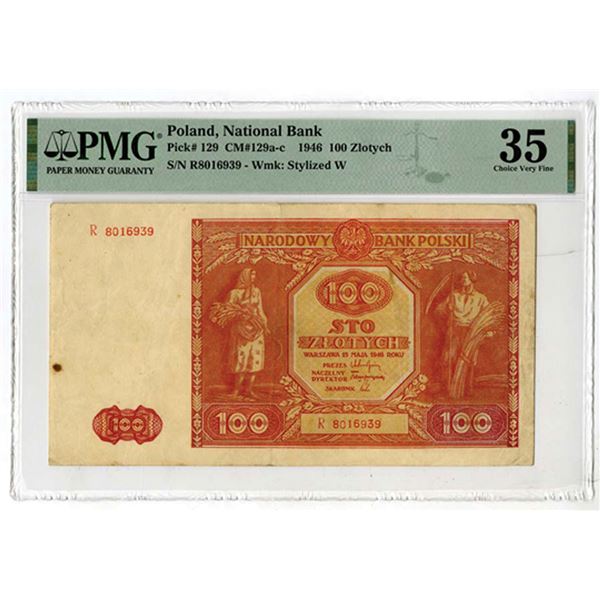 PMG
PAPER MONEY GUARANTY
Poland, National Bank
Pick# 129 CM#129a-c 1946 100 Zlotych
S/N R8016939 - Wmk: Stylized W
35
Choice Very Fine
R 8016939
NARODOWY BANK POLSKI
100
STO
ZŁOTYCH
WARSZAWA 15 MAJA 1946 ROKU
PREZES
NACZELNY
DYREKTOR
SKARBNIK
100
100
R 8016939
100